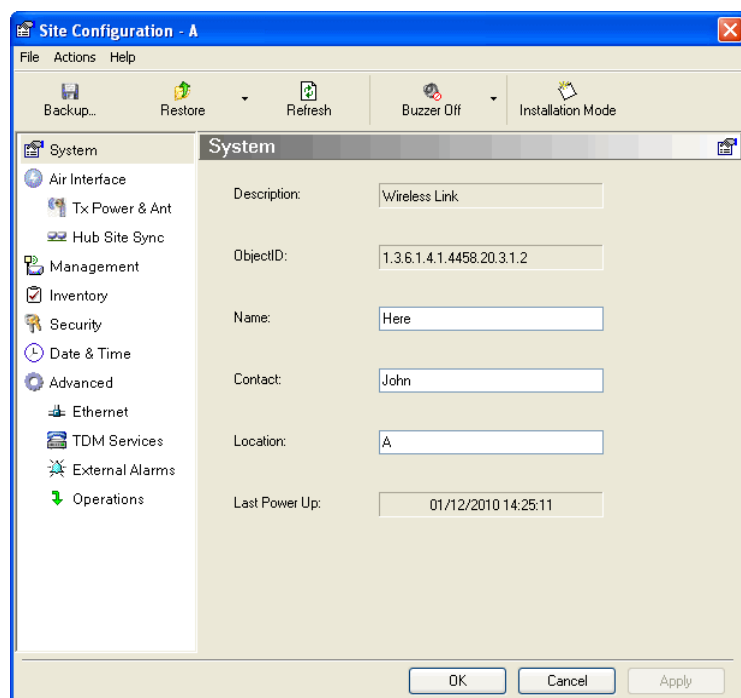 Site Configuration - A
File Actions Help
Backup... Restore Refresh Buzzer Off Installation Mode
System
Air Interface
Tx Power & Ant
Hub Site Sync
Management
Inventory
Security
Date & Time
Advanced
Ethernet
TDM Services
External Alarms
Operations
System
Description: Wireless Link
ObjectID: 1.3.6.1.4.1.4458.20.3.1.2
Name: Here
Contact: John
Location: A
Last Power Up: 01/12/2010 14:25:11
OK Cancel Apply